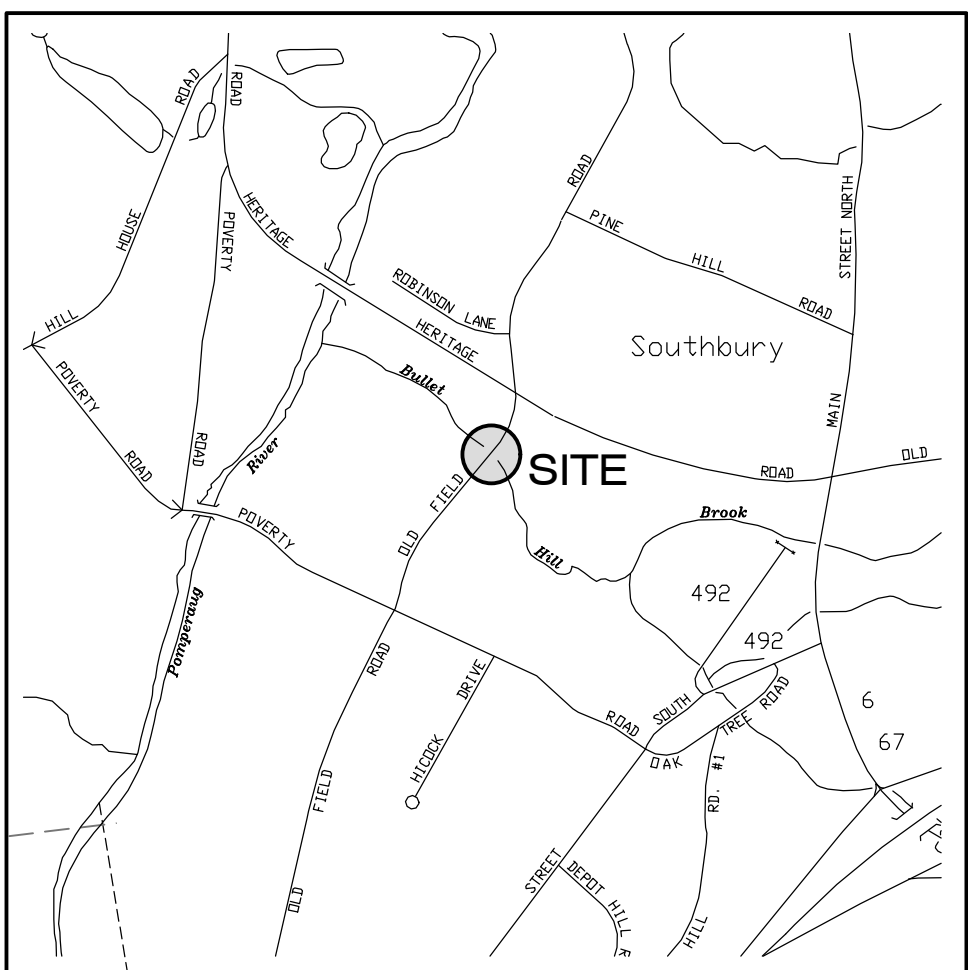 ROAD
ROAD
HOUSE
HILL
POVERTY
HERITAGE
ROAD
PINE
HILL
ROAD
STREET NORTH
ROBINSON LANE
HERITAGE
Southbury
Bullet
POVERTY
ROAD
ROAD
River
MAIN
OLD
ROAD
SITE
FIELD
OLD
POVERTY
Brook
Hill
492
492
Pomperaug
ROAD
DRIVE
HICOCK
ROAD
SOUTH
TREE ROAD
OAK
6
67
RD. #1
FIELD
OLD
STREET
DEPOT HILL R
HILL